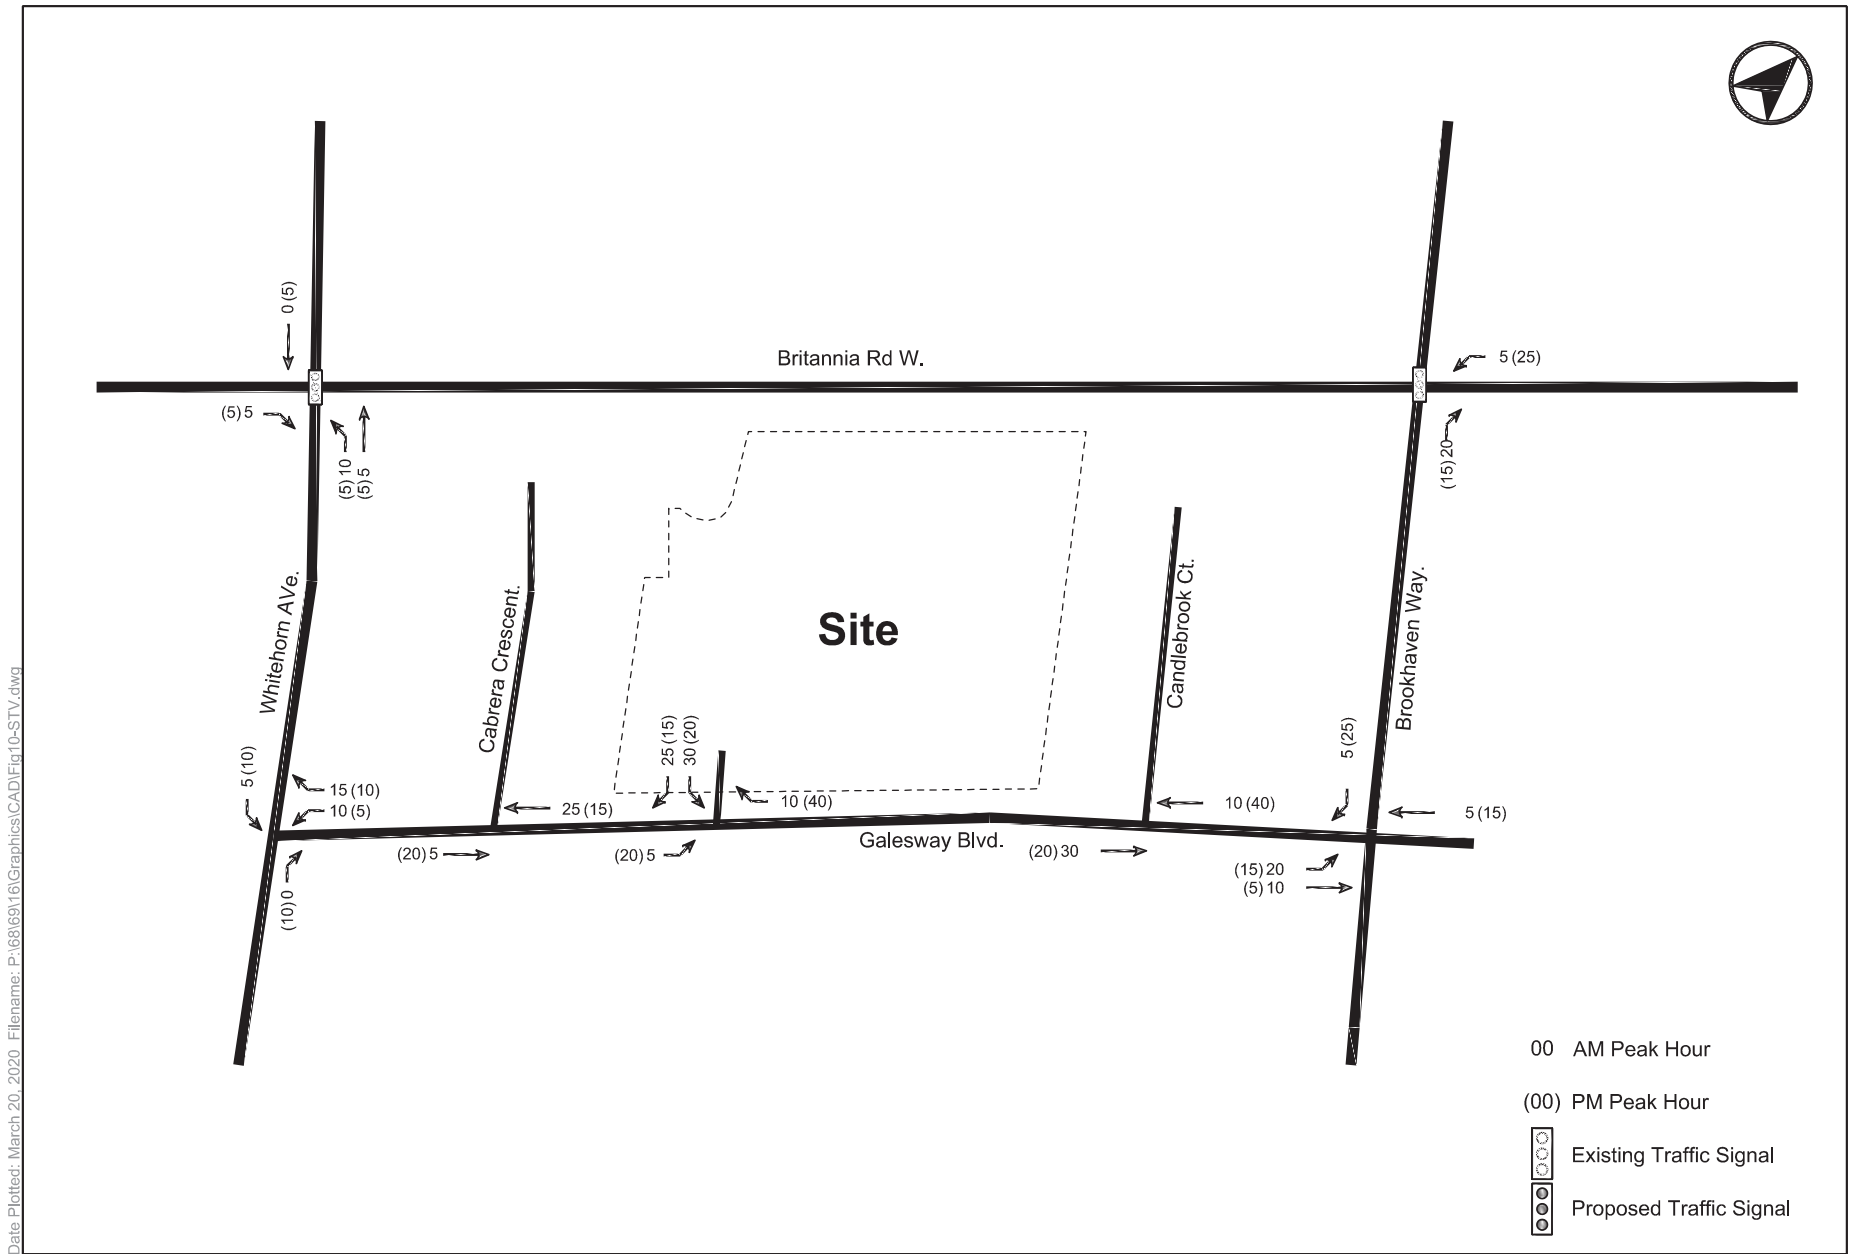 0 (5)
Britannia Rd W.
5 (25)
(5) 5
(5) 10
(5) 5
(15) 20
Whitehorn AVe.
Cabrera Crescent.
Site
Candlebrook Ct.
Brookhaven Way.
5 (10)
15 (10)
10 (5)
25 (15)
25 (15)
30 (20)
10 (40)
10 (40)
5 (25)
5 (15)
(20) 5
(20) 5
Galesway Blvd.
(20) 30
(15) 20
(5) 10
(10) 0
00 AM Peak Hour
(00) PM Peak Hour
Existing Traffic Signal
Proposed Traffic Signal
Date Plotted: March 20, 2020 Filename: P:\68\69\16\Graphics\CAD\Fig10-STV.dwg